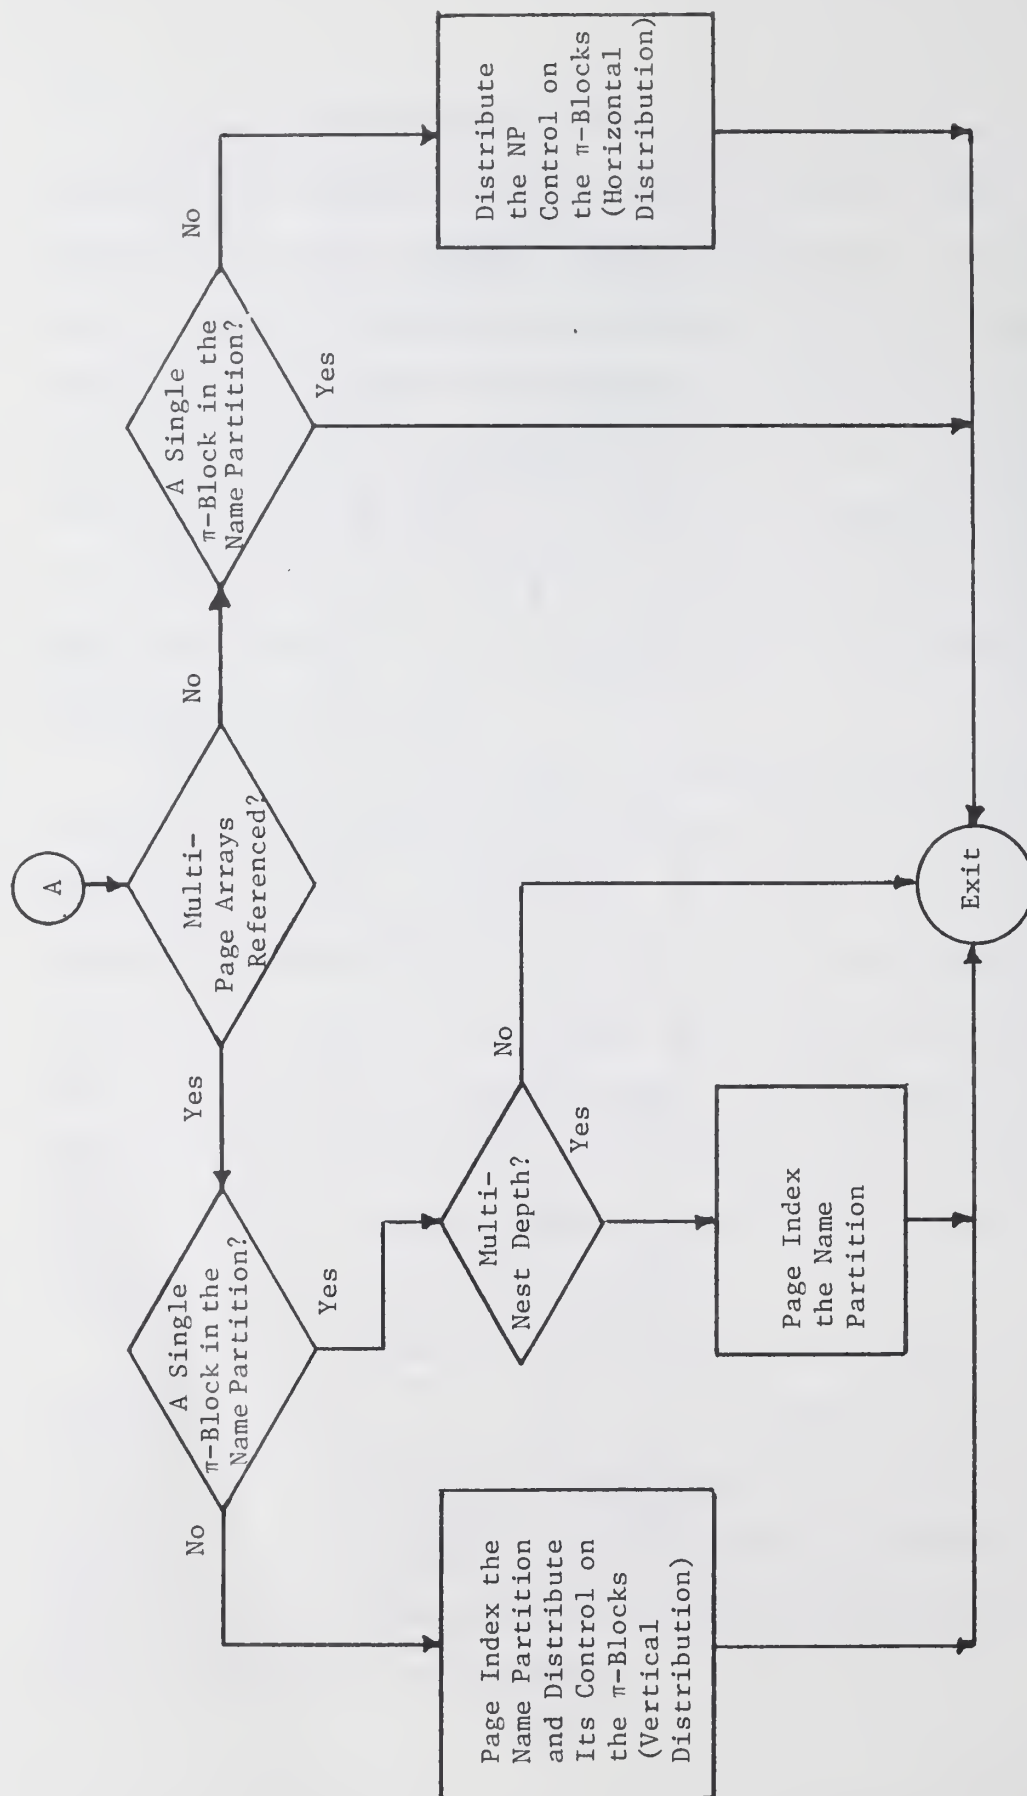 A
Multi-
Page Arrays
Referenced?
Yes
No
A Single
π-Block in the
Name Partition?
No
Yes
A Single
π-Block in the
Name Partition?
No
Yes
Page Index the
Name Partition
and Distribute
Its Control on
the π-Blocks
(Vertical
Distribution)
Multi-
Nest Depth?
No
Yes
Page Index
the Name
Partition
Distribute
the NP
Control on
the π-Blocks
(Horizontal
Distribution)
Exit